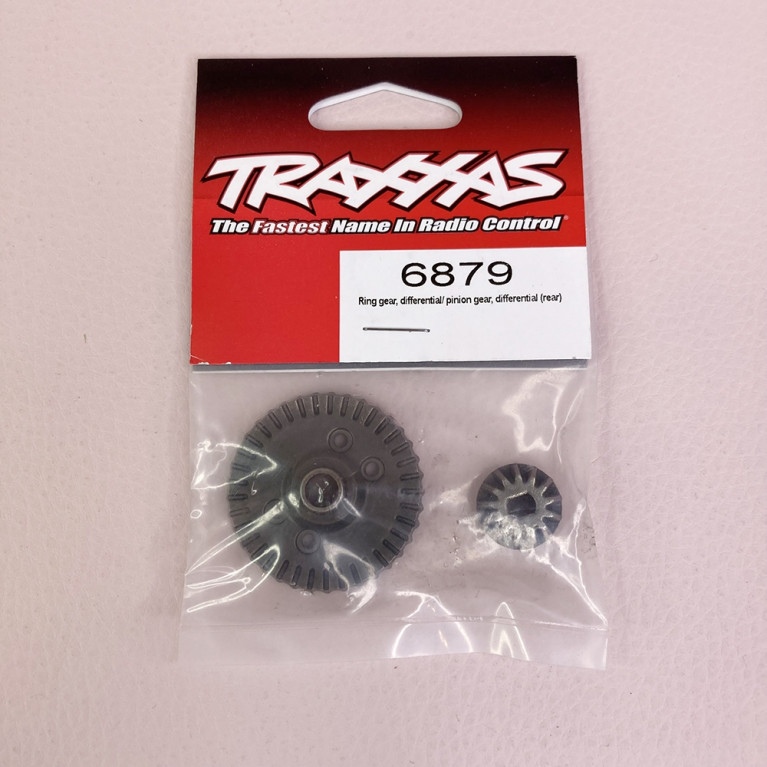 TRAXXAS
The Fastest Name In Radio Control®
6879
Ring gear, differential/ pinion gear, differential (rear)